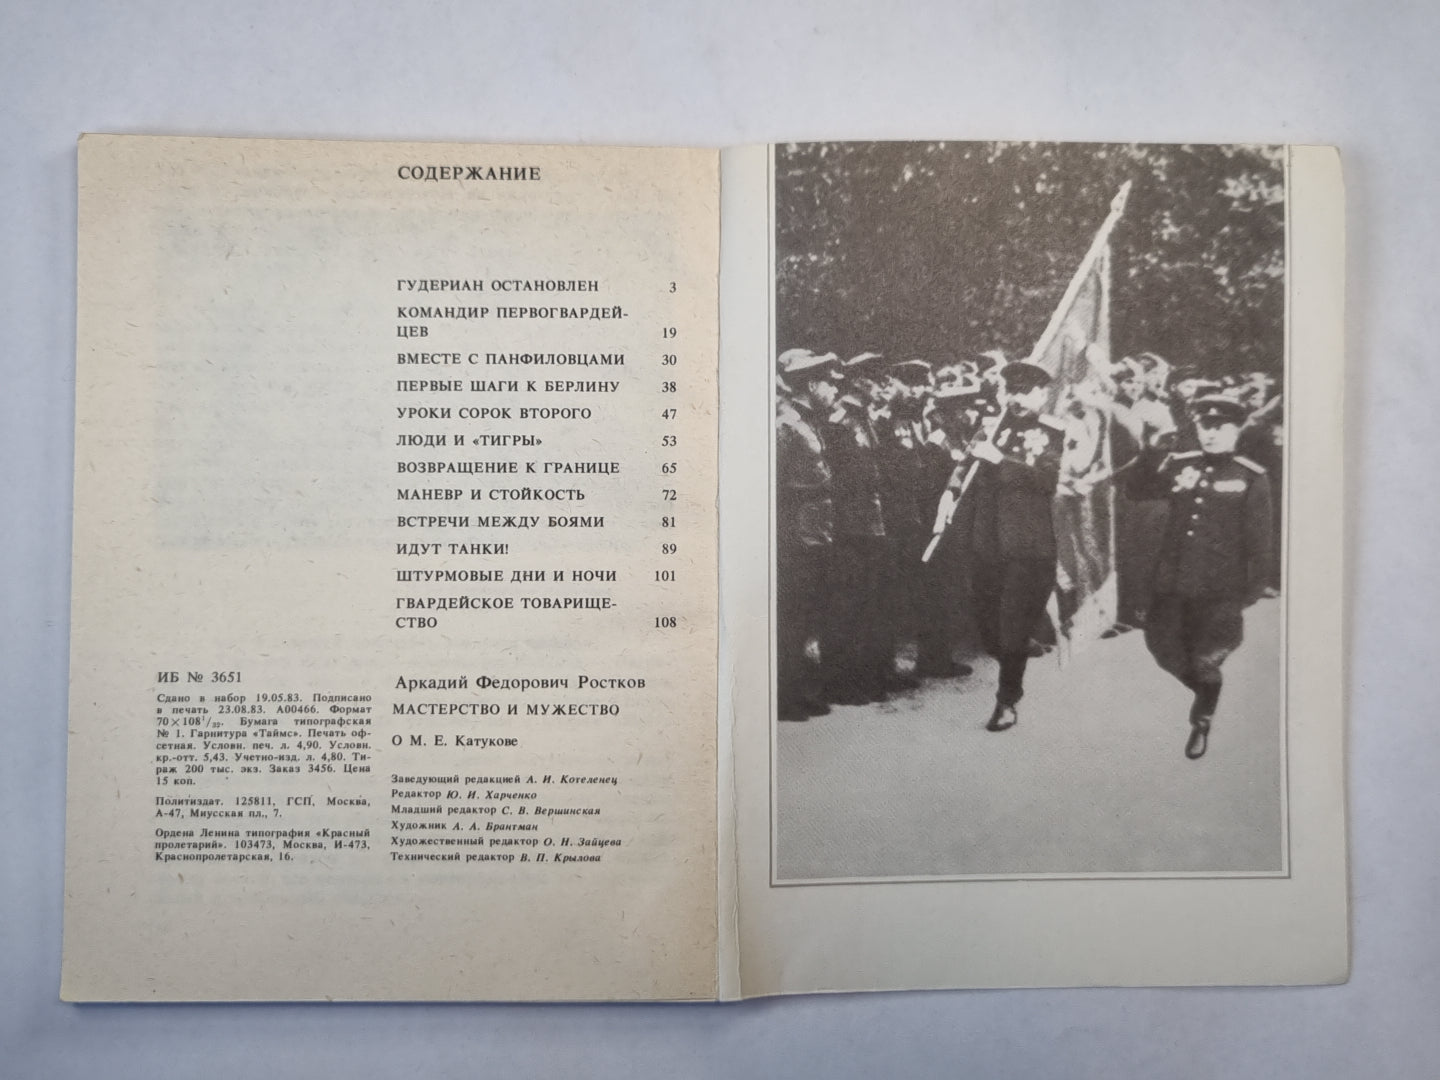 СОДЕРЖАНИЕ
ГУДЕРИАН ОСТАНОВЛЕН 3
КОМАНДИР ПЕРВОГВАРДЕЙ-
ЦЕВ 19
ВМЕСТЕ С ПАНФИЛОВЦАМИ 30
ПЕРВЫЕ ШАГИ К БЕРЛИНУ 38
УРОКИ СОРОК ВТОРОГО 47
ЛЮДИ И «ТИГРЫ» 53
ВОЗВРАЩЕНИЕ К ГРАНИЦЕ 65
МАНЕВР И СТОЙКОСТЬ 72
ВСТРЕЧИ МЕЖДУ БОЯМИ 81
ИДУТ ТАНКИ! 89
ШТУРМОВЫЕ ДНИ И НОЧИ 101
ГВАРДЕЙСКОЕ ТОВАРИЩЕ-
СТВО 108
ИБ № 3651
Сдано в набор 19.05.83. Подписано
в печать 23.08.83. А00466. Формат
70×108¹/₃₂. Бумага типографская
№ 1. Гарнитура «Таймс». Печать оф-
сетная. Условн. печ. л. 4,90. Условн.
кр.-отт. 5,43. Учетно-изд. л. 4,80. Ти-
раж 200 тыс. экз. Заказ 3456. Цена
15 коп.
Политиздат. 125811, ГСП, Москва,
А-47, Миусская пл., 7.
Ордена Ленина типография «Красный
пролетарий». 103473, Москва, И-473,
Краснопролетарская, 16.
Аркадий Федорович Ростков
МАСТЕРСТВО И МУЖЕСТВО
О М. Е. Катукове
Заведующий редакцией А. И. Котеленец
Редактор Ю. И. Харченко
Младший редактор С. В. Вершинская
Художник А. А. Брантман
Художественный редактор О. Н. Зайцева
Технический редактор В. П. Крылова